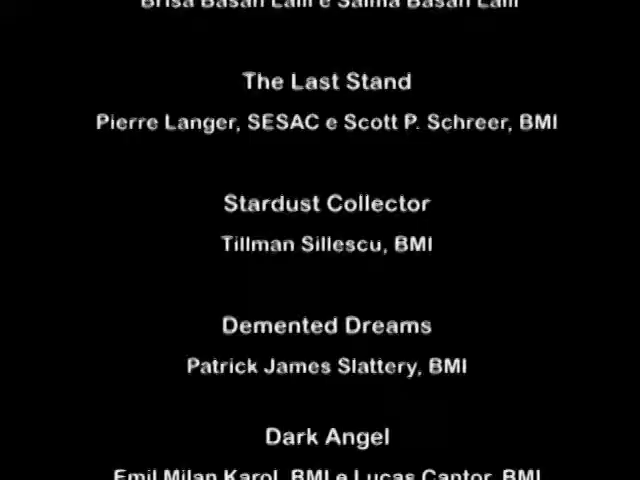 Brisa Basan Lalli e Salma Basan Lalli
The Last Stand
Pierre Langer, SESAC e Scott P. Schreer, BMI
Stardust Collector
Tillman Sillescu, BMI
Demented Dreams
Patrick James Slattery, BMI
Dark Angel
Emil Milan Karol, BMI e Lucas Cantor, BMI